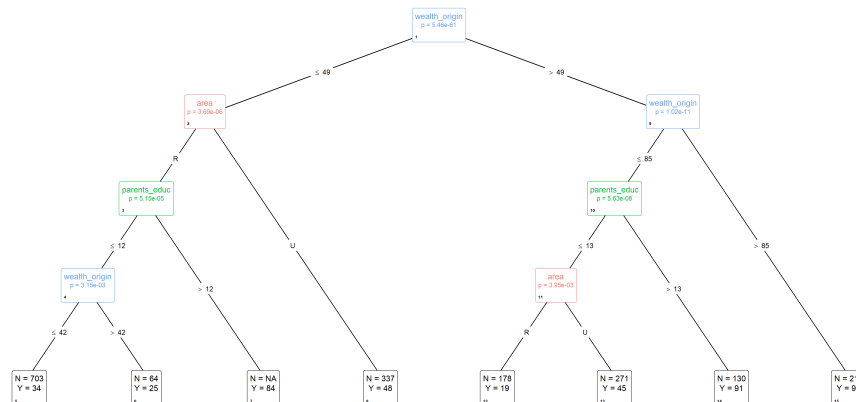 wealth_origin
p = 5.46e-61
1
≤ 49
> 49
area
p = 3.69e-06
2
wealth_origin
p = 1.02e-11
9
R
U
≤ 85
> 85
parents_educ
p = 5.15e-05
3
parents_educ
p = 5.63e-08
10
≤ 12
> 12
≤ 13
> 13
wealth_origin
p = 3.15e-03
4
area
p = 3.95e-03
11
≤ 42
> 42
R
U
N = 703
Y = 34
N = 64
Y = 25
N = NA
Y = 84
N = 337
Y = 48
N = 178
Y = 19
N = 271
Y = 45
N = 130
Y = 91
N = 21
Y = 9